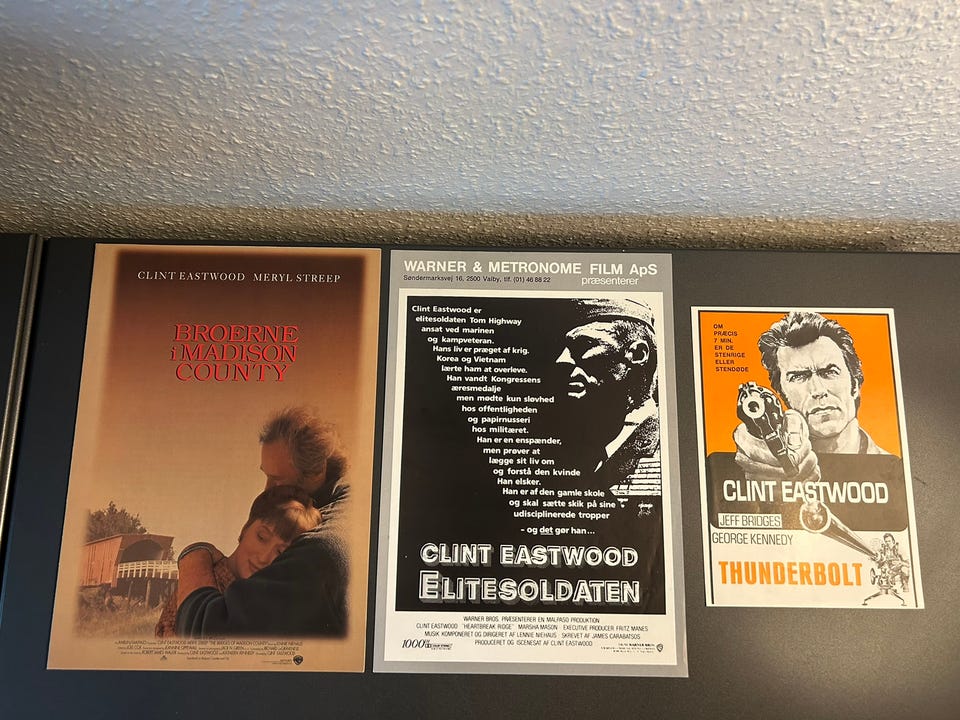 CLINT EASTWOOD MERYL STREEP
BROERNE
i MADISON
COUNTY
WARNER & METRONOME FILM ApS
Søndermarksvej 16, 2500 Valby, tlf. (01) 46 88 22
præsenterer
Clint Eastwood er
elitesoldaten Tom Highway
ansat ved marinen
og kampveteran.
Hans liv er præget af krig.
Korea og Vietnam
lærte ham at overleve.
Han vandt Kongressens
æresmedalje
men mødte kun sløvhed
hos offentligheden
og papirnusseri
hos militæret.
Han er en enspænder,
men prøver at
lægge sit liv om
og forstå den kvinde
Han elsker.
Han er af den gamle skole
og skal sætte skik på sine
udisciplinerede tropper
- og det gør han...
CLINT EASTWOOD
ELITESOLDATEN
WARNER BROS. PRÆSENTERER EN MALPASO PRODUKTION
CLINT EASTWOOD "HEARTBREAK RIDGE" MARSHA MASON EXECUTIVE PRODUCER FRITZ MANES
MUSIK KOMPONERET OG DIRIGERET AF LENNIE NIEHAUS SKREVET AF JAMES CARABATSOS
PRODUCERET OG ISCENESAT AF CLINT EASTWOOD
OM
PRÆCIS
7 MIN.
ER DE
STENRIGE
ELLER
STENDØDE
CLINT EASTWOOD
JEFF BRIDGES
GEORGE KENNEDY
THUNDERBOLT